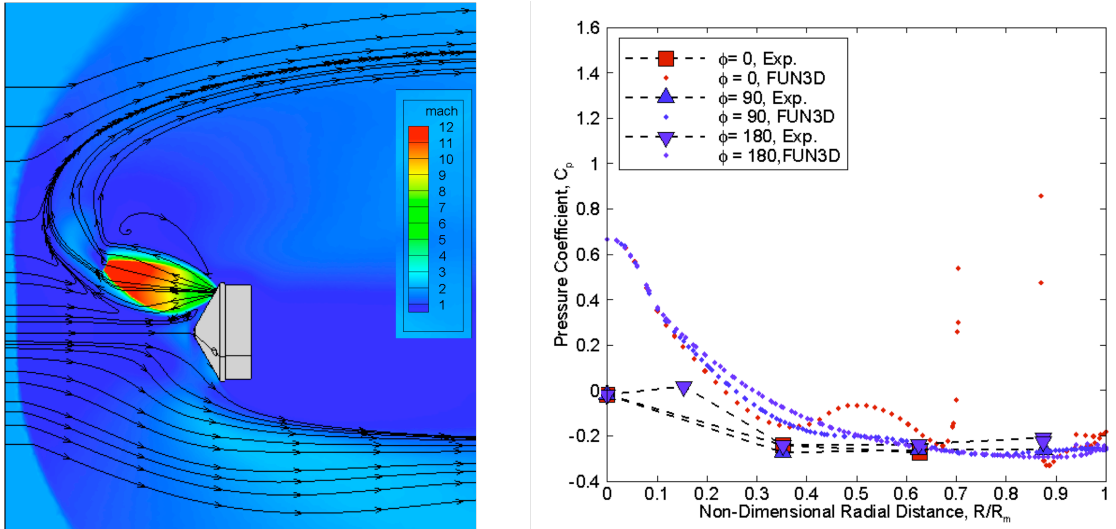 mach
12
11
10
9
8
7
6
5
4
3
2
1
Pressure Coefficient, Cp
1.6
1.4
1.2
1
0.8
0.6
0.4
0.2
0
-0.2
-0.4
ϕ= 0, Exp.
ϕ= 0, FUN3D
ϕ= 90, Exp.
ϕ= 90, FUN3D
ϕ= 180, Exp.
ϕ= 180,FUN3D
0 0.1 0.2 0.3 0.4 0.5 0.6 0.7 0.8 0.9 1
Non-Dimensional Radial Distance, R/Rm